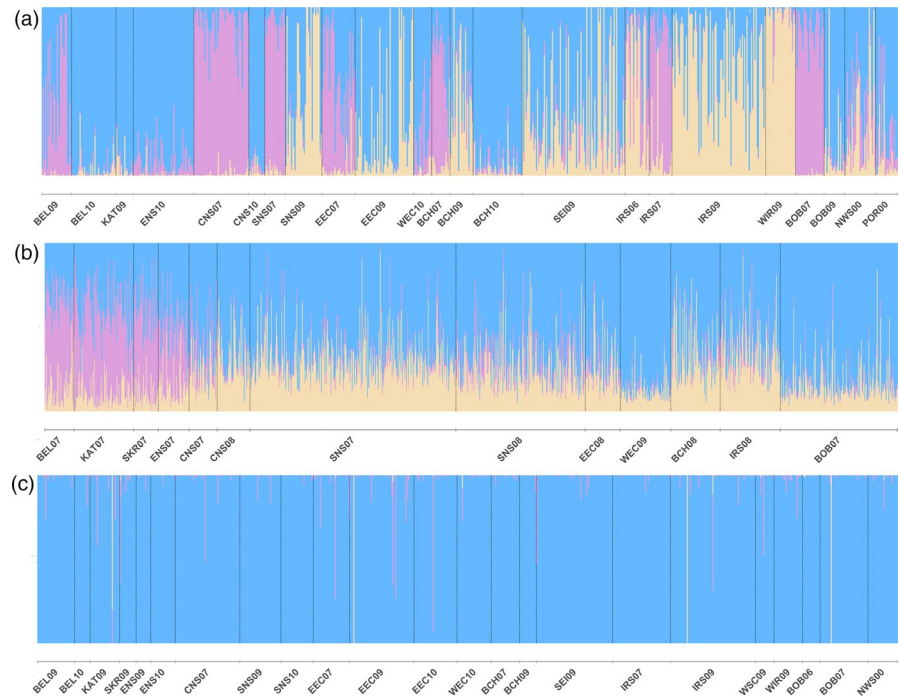 (a)
BEL09 BEL10 KAT09 ENS10 CNS07 CNS10 SNS07 SNS09 EEC07 EEC09 WEC10 BCH07 BCH09 BCH10 SEI09 IRS06 IRS07 IRS09 WIR09 BOB07 BOB09 NWS00 POR00
(b)
BEL07 KAT07 SKR07 ENS07 CNS07 CNS08 SNS07 SNS08 EEC08 WEC09 BCH08 IRS08 BOB07
(c)
BEL09 BEL10 KAT09 SKR09 ENS09 ENS10 CNS07 SNS09 SNS10 EEC07 EEC09 EEC10 WEC10 BCH07 BCH09 SEI09 IRS07 IRS09 WSC09 WIR09 BOB06 BOB07 NWS00